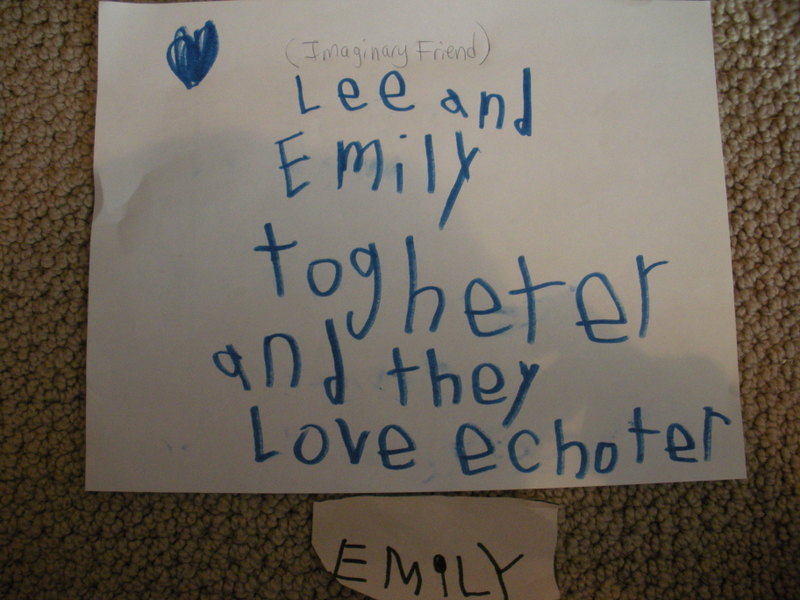 (Imaginary Friend)
Lee and
Emily
togheter
and they
Love echoter
EMiLY